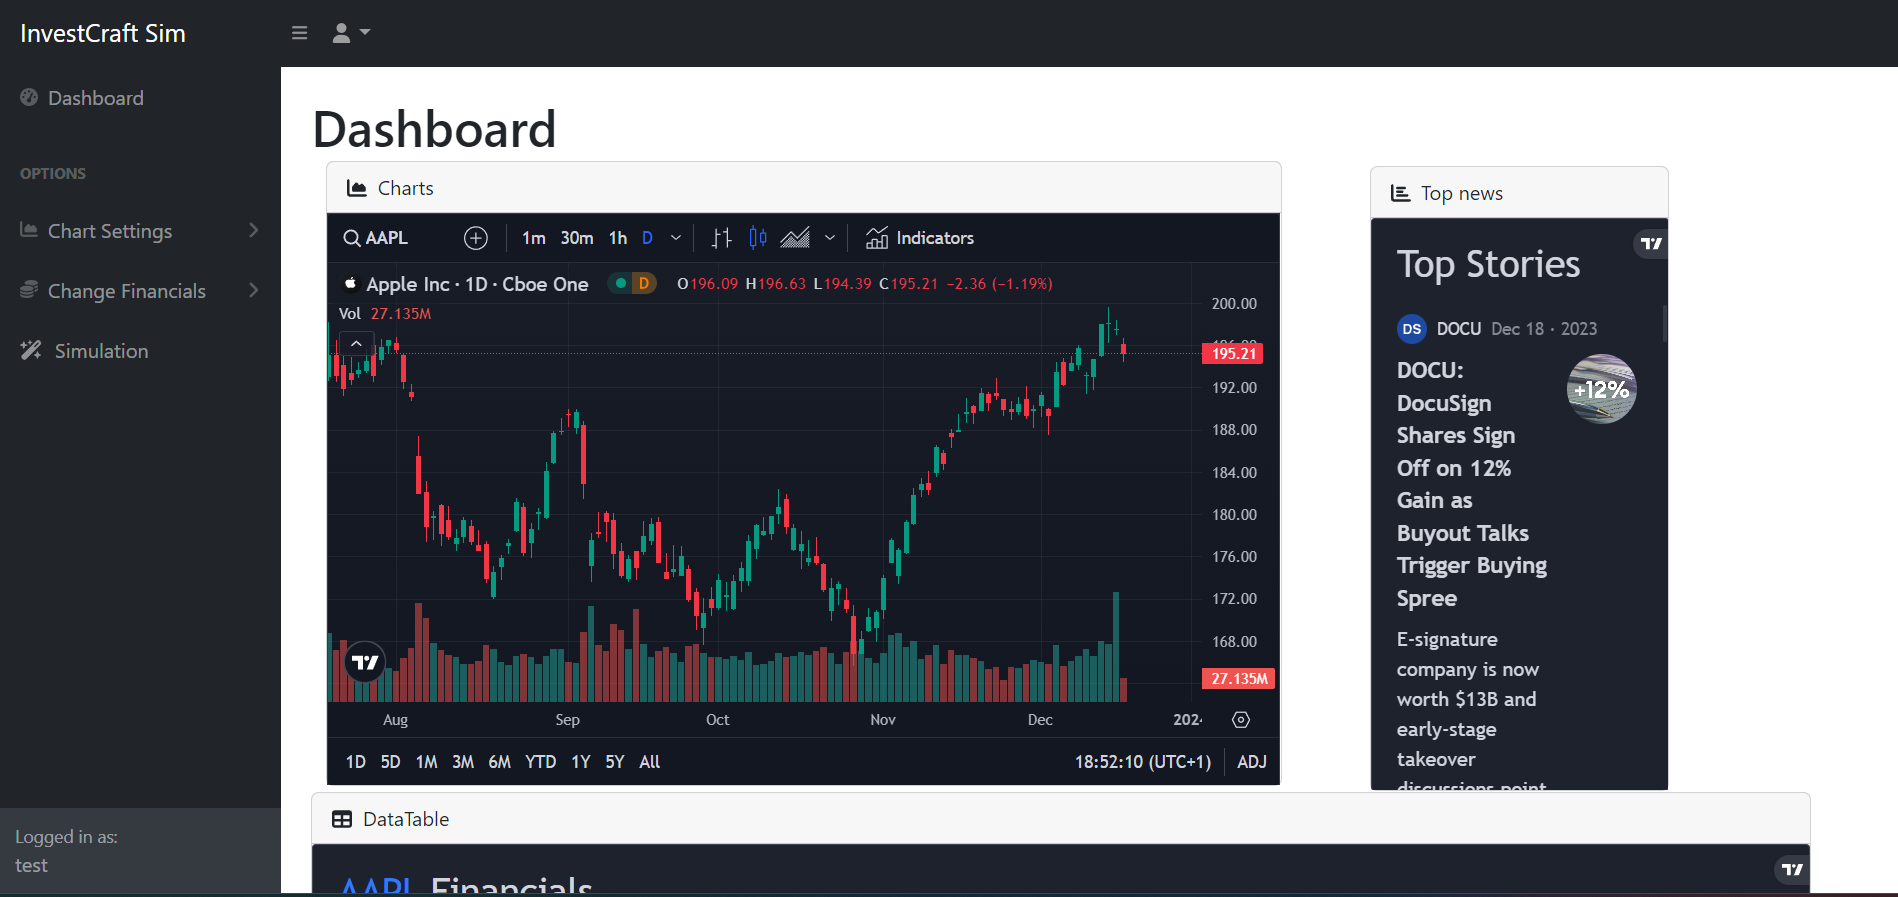 InvestCraft Sim
Dashboard
OPTIONS
Chart Settings
Change Financials
Simulation
Logged in as:
test
Dashboard
Charts
AAPL
1m 30m 1h D
Indicators
Apple Inc · 1D · Cboe One
D
O196.09 H196.63 L194.39 C195.21 −2.36 (−1.19%)
Vol 27.135M
200.00
195.21
192.00
188.00
184.00
180.00
176.00
172.00
168.00
27.135M
Aug Sep Oct Nov Dec
1D 5D 1M 3M 6M YTD 1Y 5Y All
18:52:10 (UTC+1) ADJ
Top news
Top Stories
DS DOCU Dec 18 · 2023
DOCU:
DocuSign
Shares Sign
Off on 12%
Gain as
Buyout Talks
Trigger Buying
Spree
+12%
E-signature
company is now
worth $13B and
early-stage
takeover
discussions point
DataTable
AAPL Financials